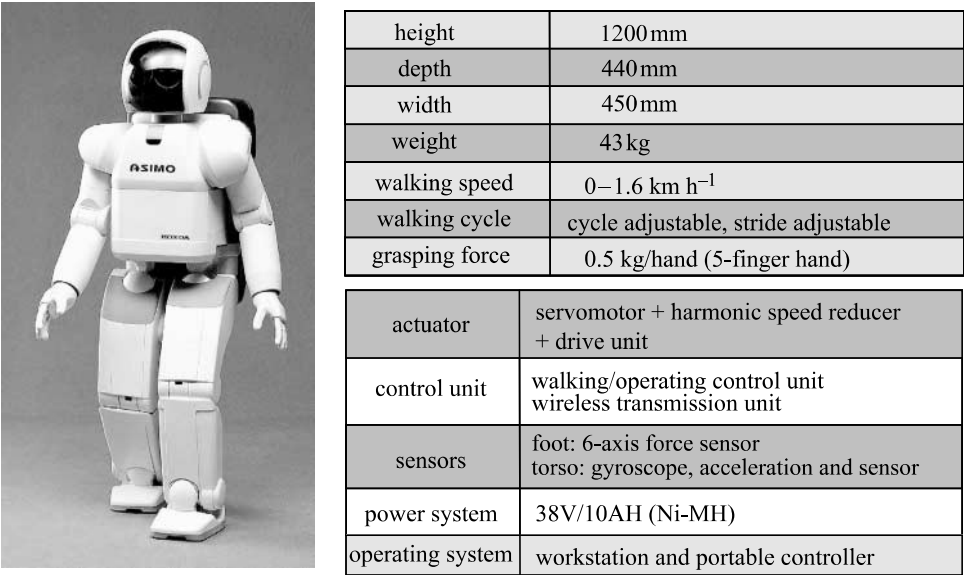 ASIMO
HONDA
height 1200 mm
depth 440 mm
width 450 mm
weight 43 kg
walking speed 0–1.6 km h–1
walking cycle cycle adjustable, stride adjustable
grasping force 0.5 kg/hand (5-finger hand)
actuator servomotor + harmonic speed reducer
+ drive unit
control unit walking/operating control unit
wireless transmission unit
sensors foot: 6-axis force sensor
torso: gyroscope, acceleration and sensor
power system 38V/10AH (Ni-MH)
operating system workstation and portable controller